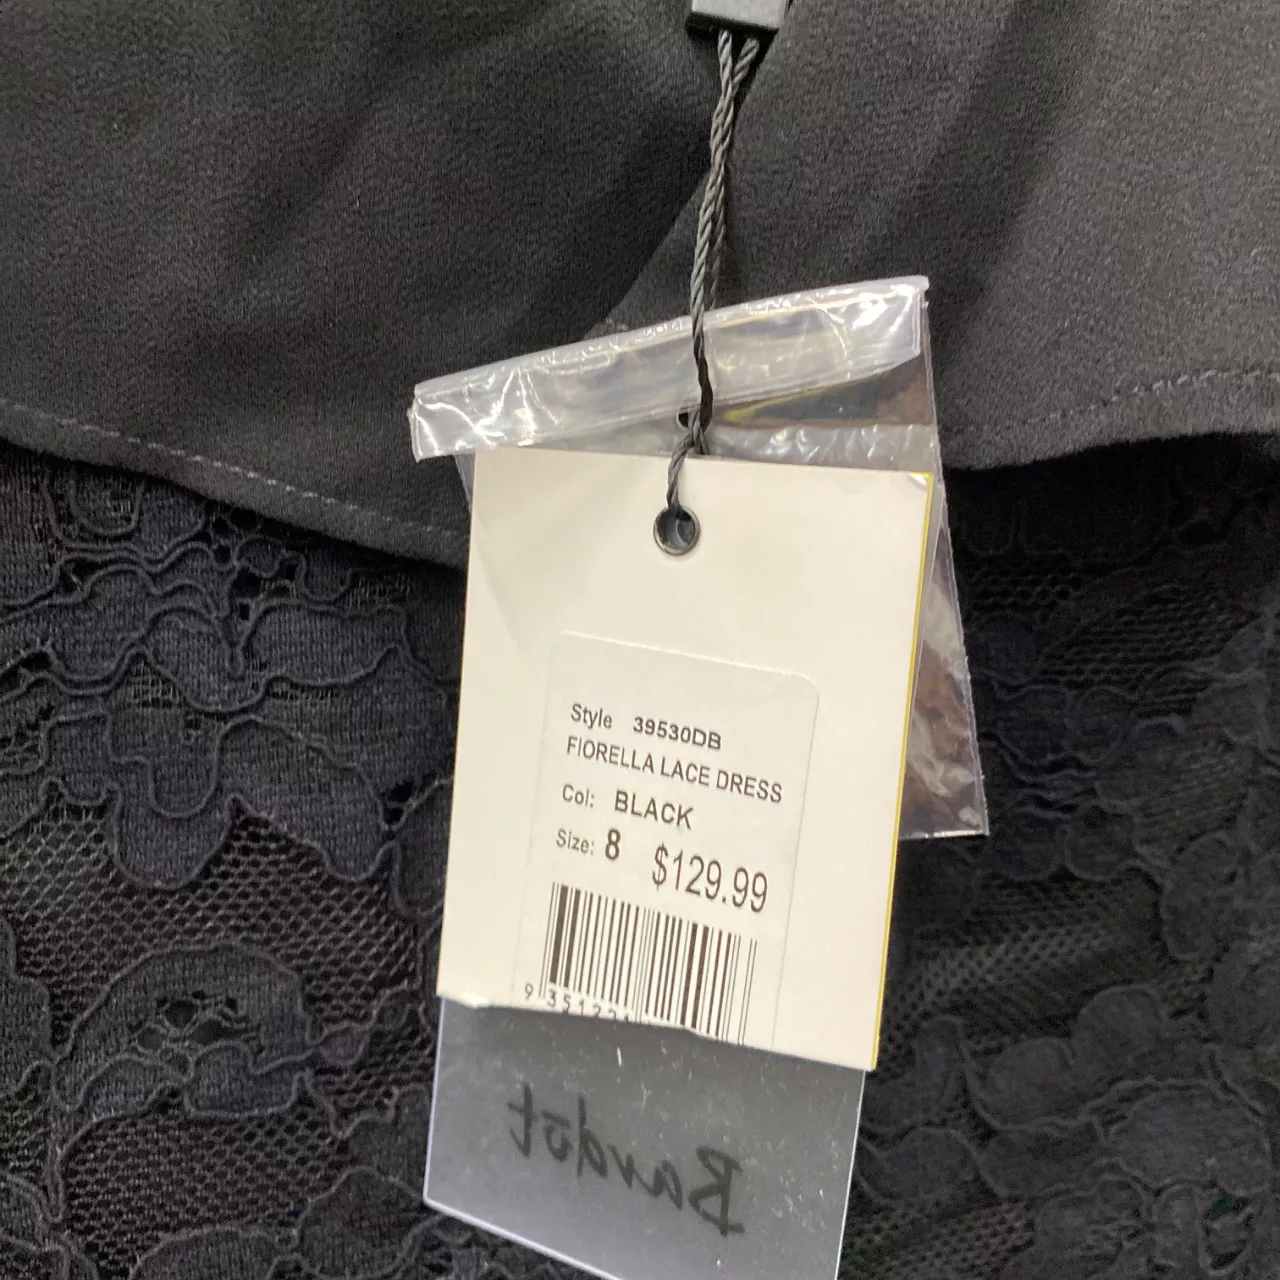 Style 39530DB
FIORELLA LACE DRESS
Col: BLACK
Size: 8 $129.99
Bardot